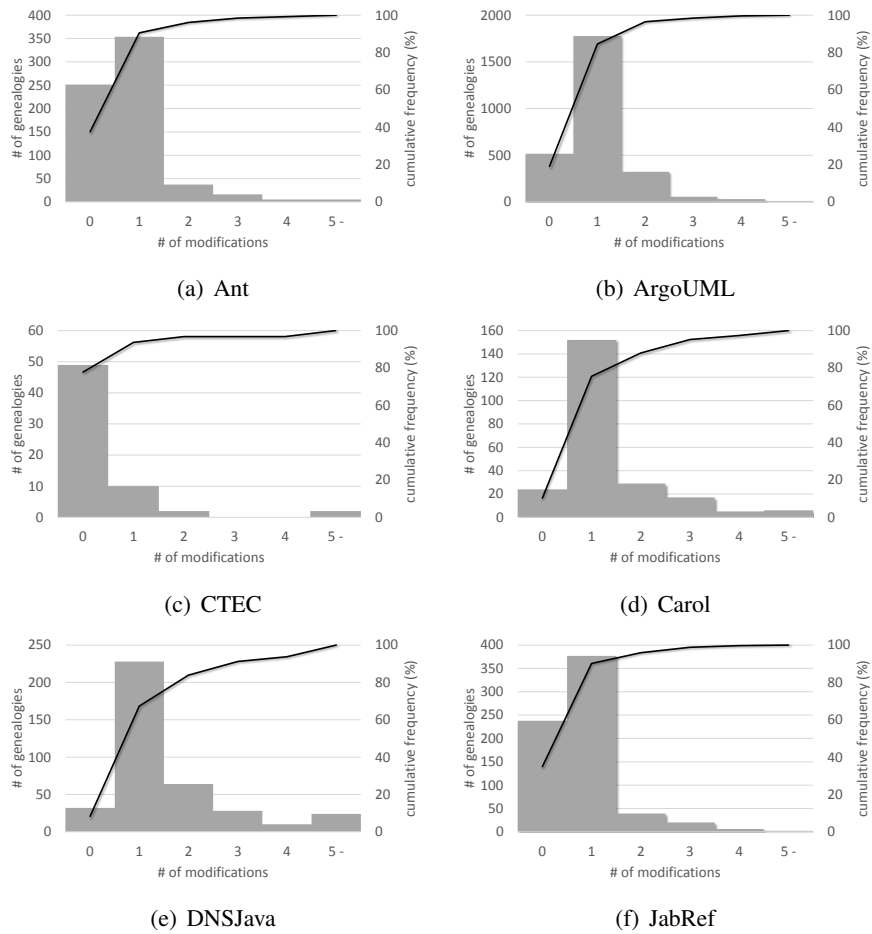 400
350
300
250
200
150
100
50
0
# of genealogies
100
80
60
40
20
0
cumulative frequency (%)
0 1 2 3 4 5 -
# of modifications
(a) Ant
2000
1500
1000
500
0
# of genealogies
100
80
60
40
20
0
cumulative frequency (%)
0 1 2 3 4 5 -
# of modifications
(b) ArgoUML
60
50
40
30
20
10
0
# of genealogies
100
80
60
40
20
0
cumulative frequency (%)
0 1 2 3 4 5 -
# of modifications
(c) CTEC
160
140
120
100
80
60
40
20
0
# of genealogies
100
80
60
40
20
0
cumulative frequency (%)
0 1 2 3 4 5 -
# of modifications
(d) Carol
250
200
150
100
50
0
# of genealogies
100
80
60
40
20
0
cumulative frequency (%)
0 1 2 3 4 5 -
# of modifications
(e) DNSJava
400
350
300
250
200
150
100
50
0
# of genealogies
100
80
60
40
20
0
cumulative frequency (%)
0 1 2 3 4 5 -
# of modifications
(f) JabRef